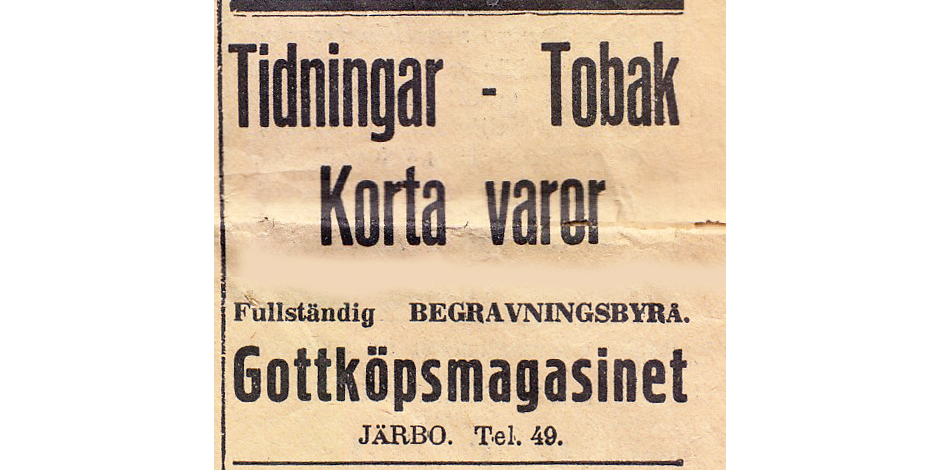 Tidningar - Tobak
Korta varor
Fullständig BEGRAVNINGSBYRÅ.
Gottköpsmagasinet
JÄRBO. Tel. 49.